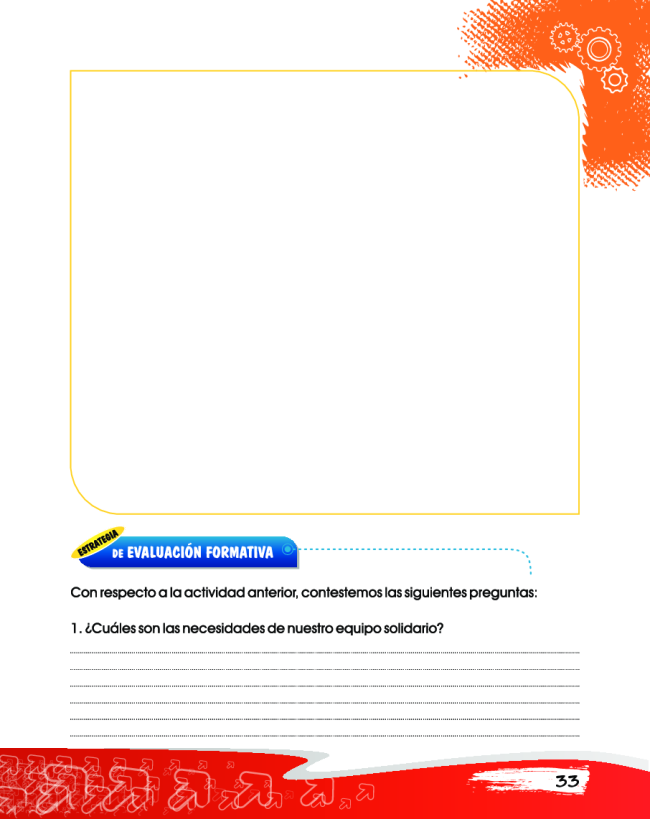 ESTRATEGIA
DE EVALUACIÓN FORMATIVA
Con respecto a la actividad anterior, contestemos las siguientes preguntas:
1. ¿Cuáles son las necesidades de nuestro equipo solidario?
33